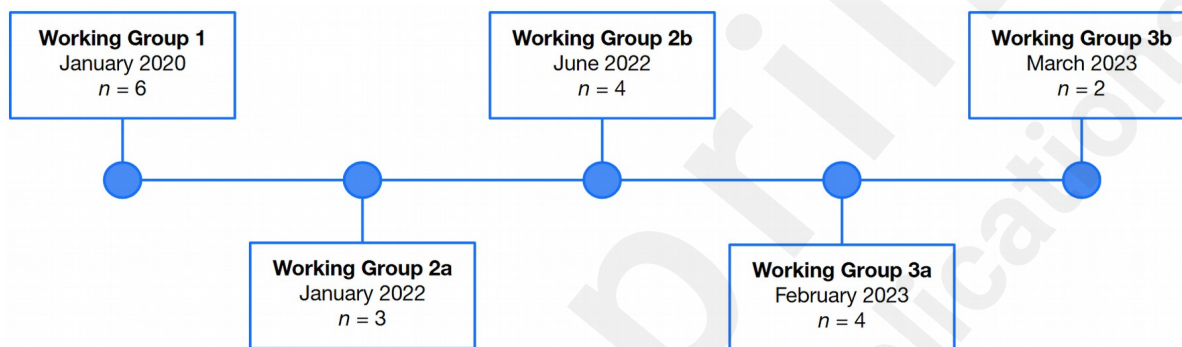 Working Group 1
January 2020
n = 6
Working Group 2a
January 2022
n = 3
Working Group 2b
June 2022
n = 4
Working Group 3a
February 2023
n = 4
Working Group 3b
March 2023
n = 2